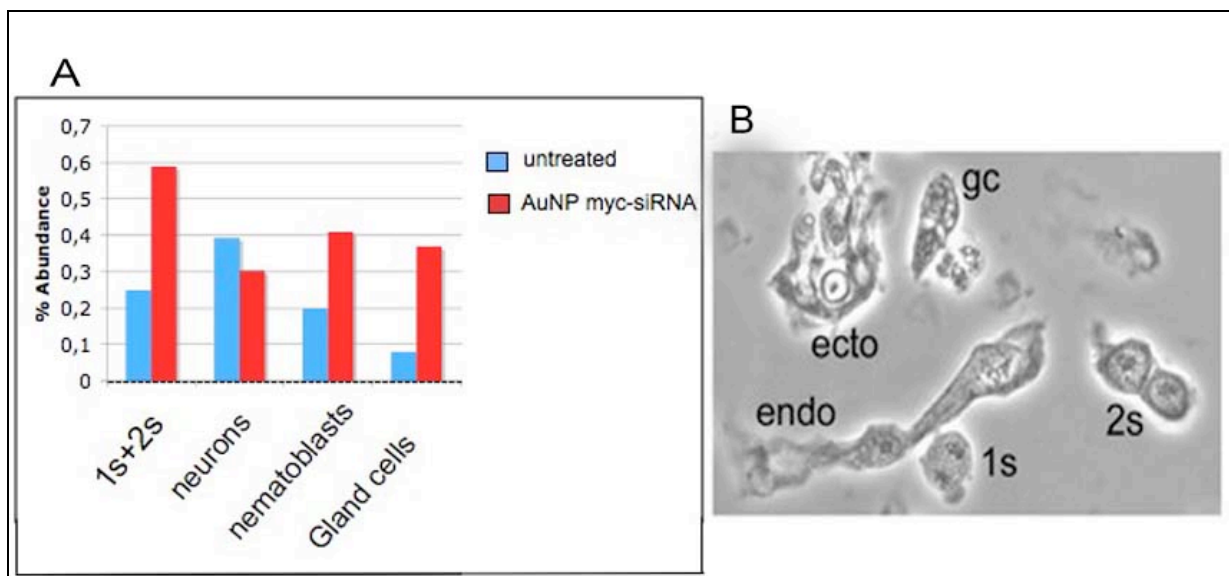 A
0,7
0,6
0,5
0,4
0,3
0,2
0,1
0
% Abundance
1s+2s
neurons
nematoblasts
Gland cells
untreated
AuNP myc-siRNA
B
gc
ecto
endo
2s
1s